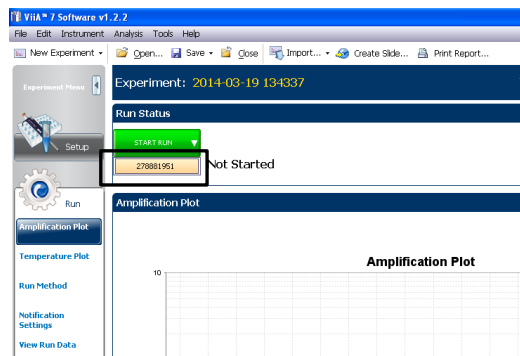 ViiA™ 7 Software v1.2.2
File Edit Instrument Analysis Tools Help
New Experiment Open... Save Close Import... Create Slide... Print Report...
Experiment Menu
Experiment: 2014-03-19 134337
Run Status
Setup
START RUN
278881951
Not Started
Run
Amplification Plot
Amplification Plot
Temperature Plot
Amplification Plot
10
Run Method
Notification
Settings
View Run Data